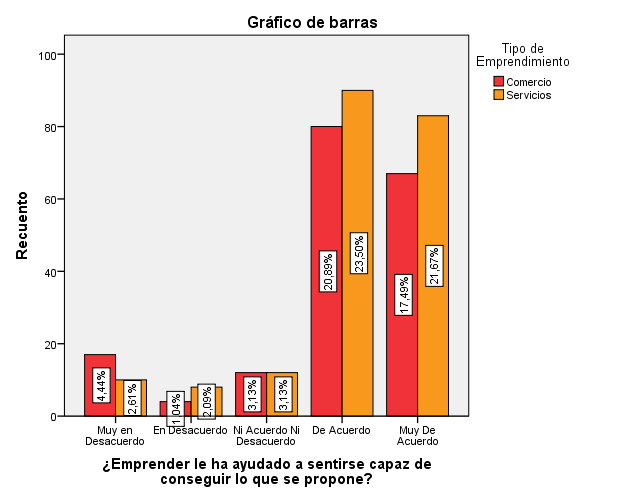 Gráfico de barras
Tipo de
Emprendimiento
Comercio
Servicios
Recuento
100
80
60
40
20
0
4,44%
2,61%
1,04%
2,09%
3,13%
3,13%
20,89%
23,50%
17,49%
21,67%
Muy en
Desacuerdo
En Desacuerdo
Ni Acuerdo Ni
Desacuerdo
De Acuerdo
Muy De
Acuerdo
¿Emprender le ha ayudado a sentirse capaz de
conseguir lo que se propone?